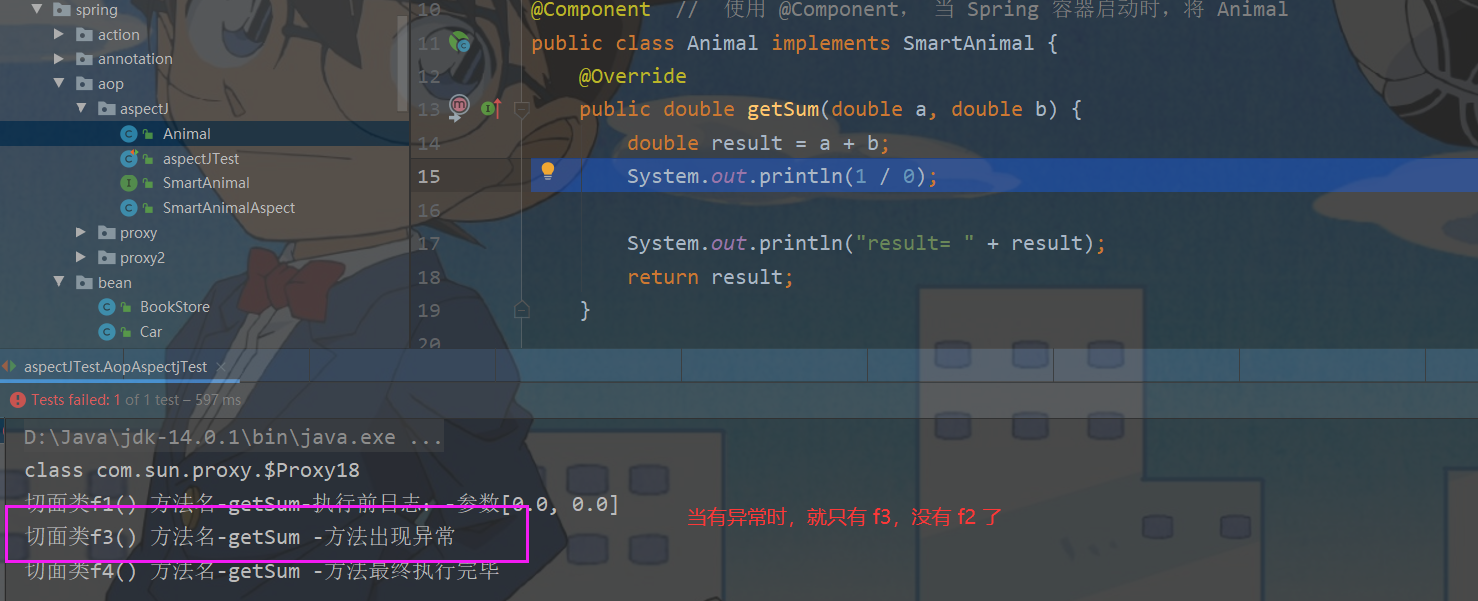 spring
action
annotation
aop
aspectJ
Animal
aspectJTest
SmartAnimal
SmartAnimalAspect
proxy
proxy2
bean
BookStore
Car
10 @Component // 使用 @Component, 当 Spring 容器启动时,将 Animal
11 public class Animal implements SmartAnimal {
12 @Override
13 public double getSum(double a, double b) {
14 double result = a + b;
15 System.out.println(1 / 0);
16
17 System.out.println("result= " + result);
18 return result;
19 }
20
aspectJTest.AopAspectjTest
Tests failed: 1 of 1 test – 597 ms
D:\Java\jdk-14.0.1\bin\java.exe ...
class com.sun.proxy.$Proxy18
切面类f1() 方法名-getSum-执行前日志: -参数[0.0, 0.0]
切面类f3() 方法名-getSum -方法出现异常
当有异常时,就只有 f3,没有 f2 了
切面类f4() 方法名-getSum -方法最终执行完毕